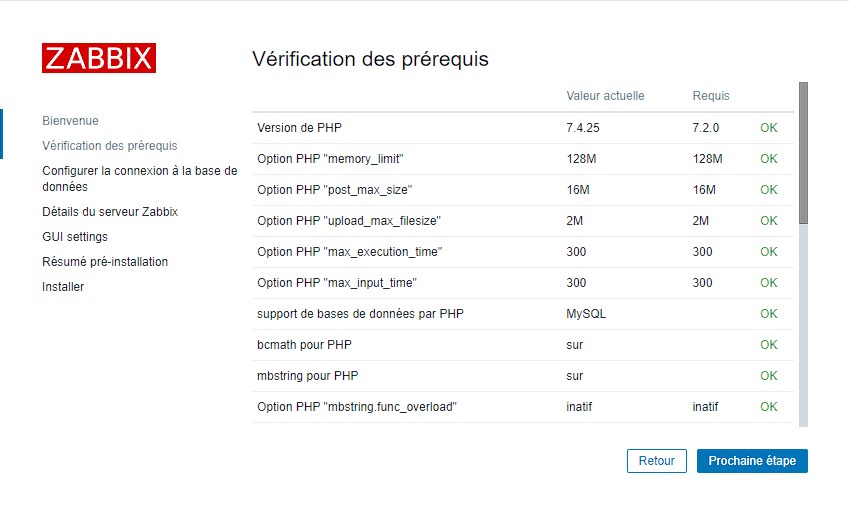 ZABBIX
Vérification des prérequis
Bienvenue
Vérification des prérequis
Configurer la connexion à la base de
données
Détails du serveur Zabbix
GUI settings
Résumé pré-installation
Installer
Valeur actuelle Requis
Version de PHP 7.4.25 7.2.0 OK
Option PHP "memory_limit" 128M 128M OK
Option PHP "post_max_size" 16M 16M OK
Option PHP "upload_max_filesize" 2M 2M OK
Option PHP "max_execution_time" 300 300 OK
Option PHP "max_input_time" 300 300 OK
support de bases de données par PHP MySQL OK
bcmath pour PHP sur OK
mbstring pour PHP sur OK
Option PHP "mbstring.func_overload" inatif inatif OK
Retour Prochaine étape